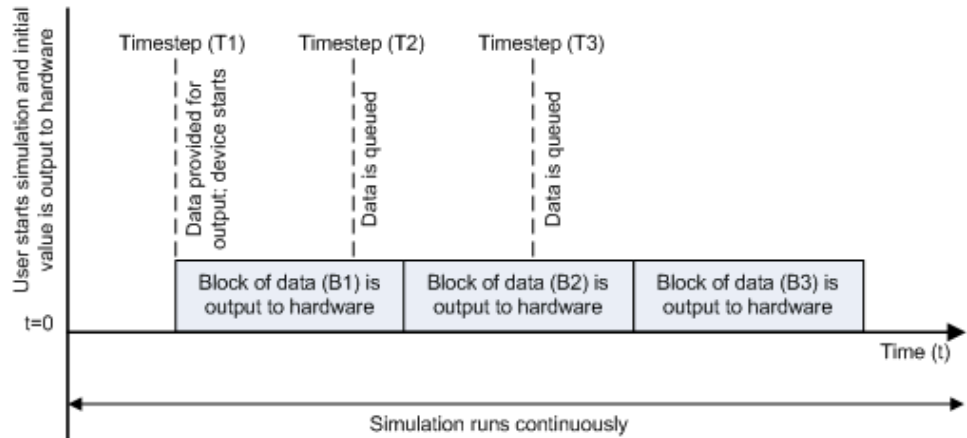 User starts simulation and initial
value is output to hardware
Timestep (T1)
Timestep (T2)
Timestep (T3)
Data provided for
output; device starts
Data is queued
Data is queued
Block of data (B1) is
output to hardware
Block of data (B2) is
output to hardware
Block of data (B3) is
output to hardware
t=0
Time (t)
Simulation runs continuously